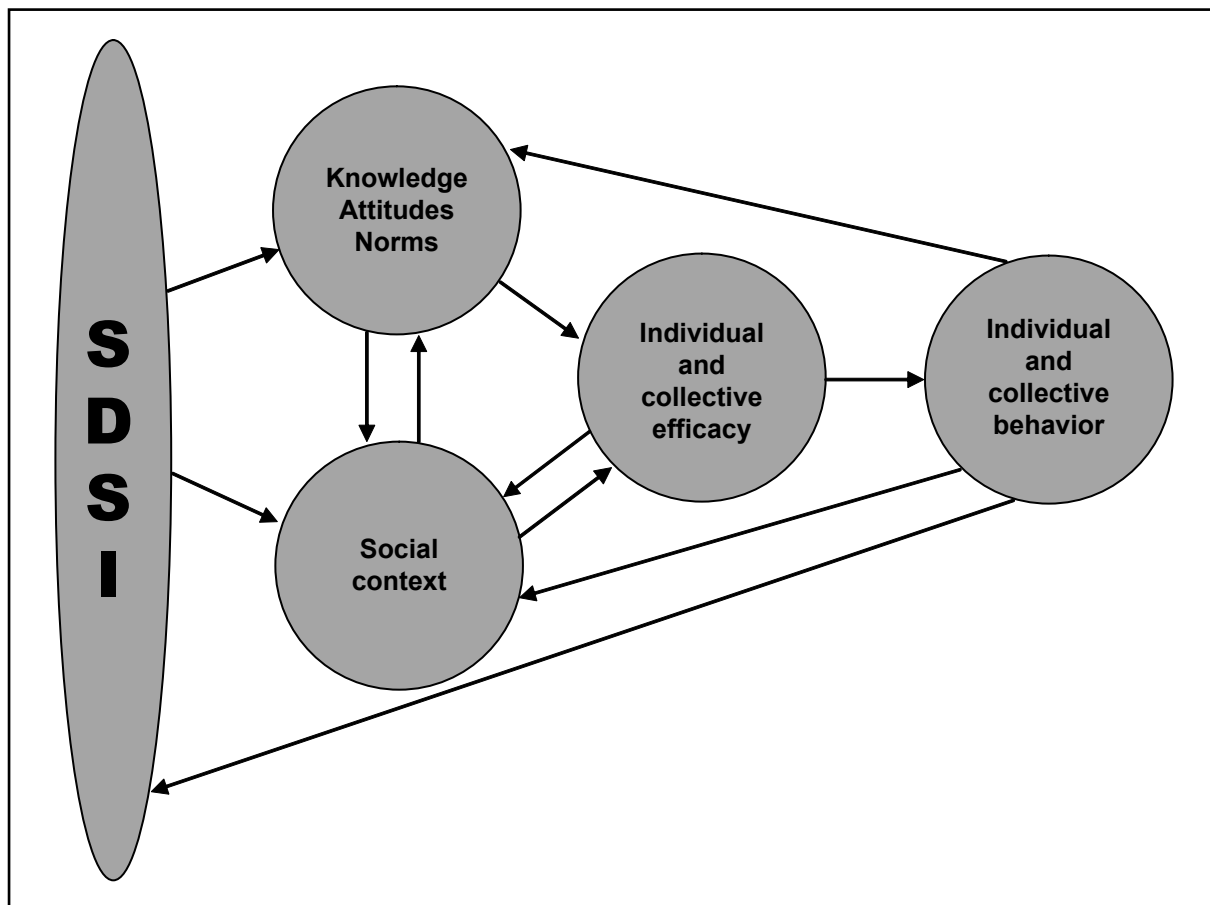 S
D
S
I
Knowledge
Attitudes
Norms
Social
context
Individual
and
collective
efficacy
Individual
and
collective
behavior